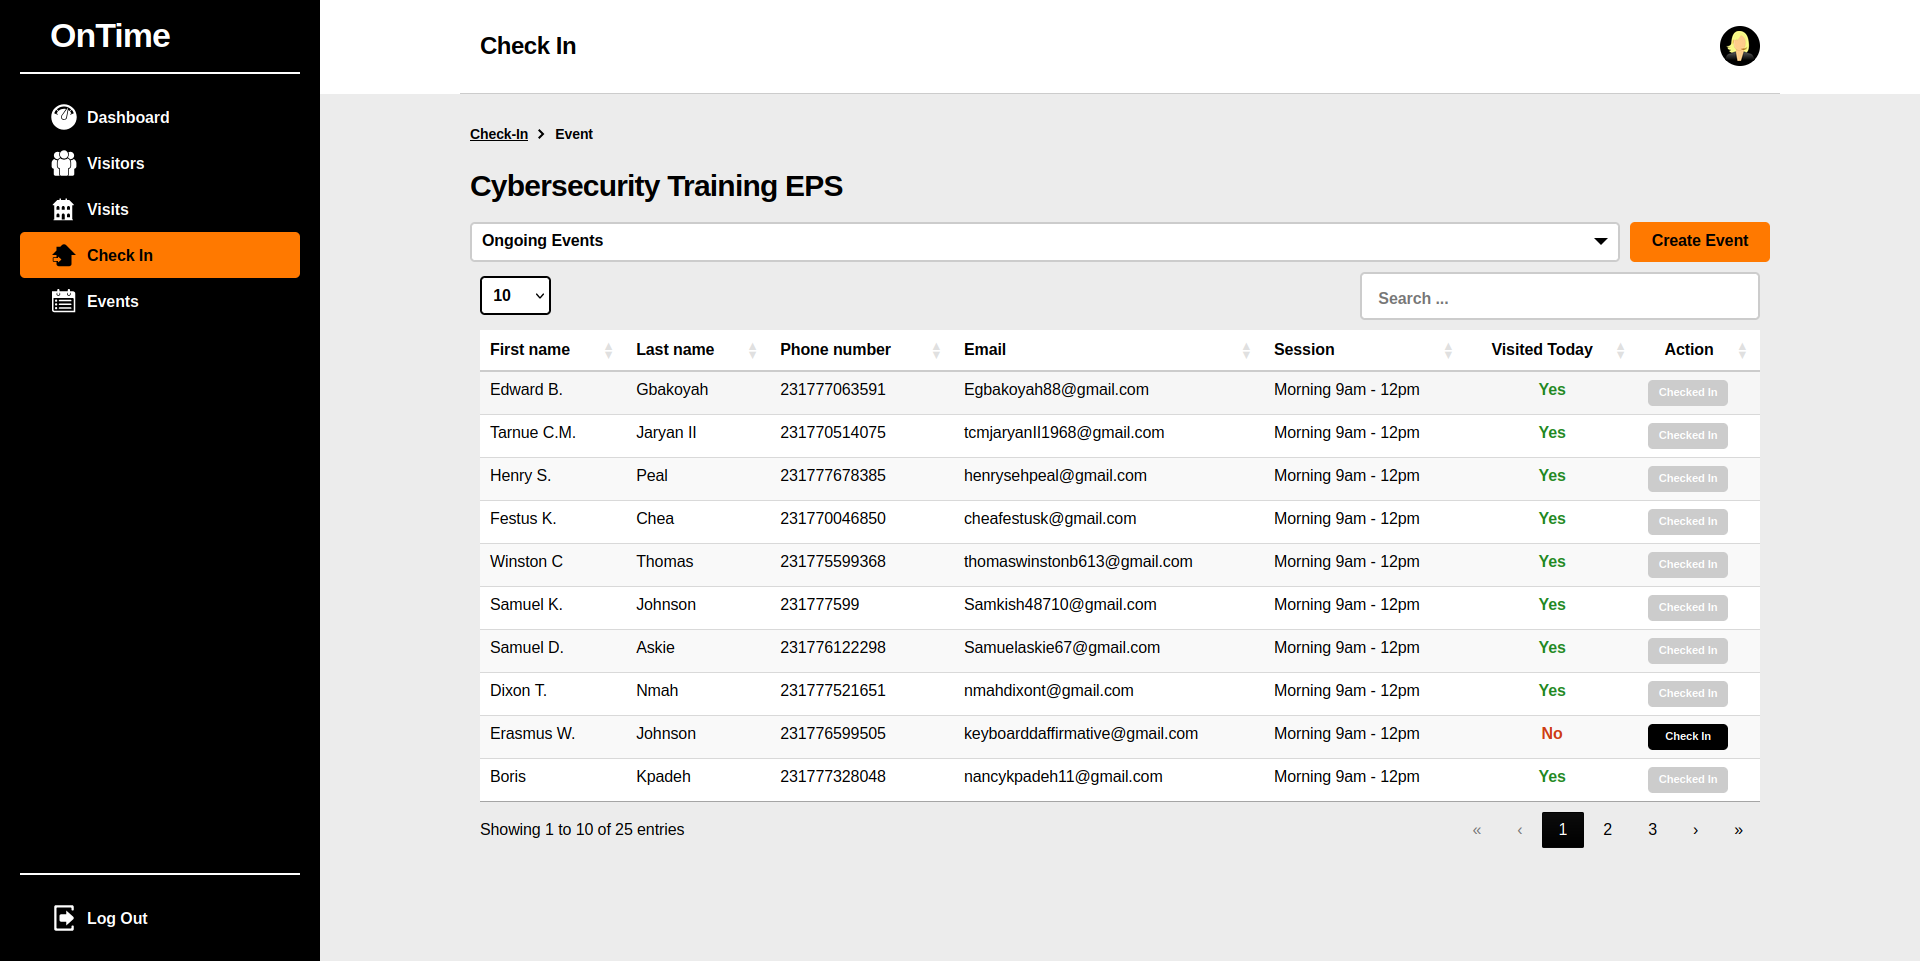 OnTime
Dashboard
Visitors
Visits
Check In
Events
Log Out
Check In
Check-In > Event
Cybersecurity Training EPS
Ongoing Events
Create Event
10
Search ...
First name Last name Phone number Email Session Visited Today Action
Edward B. Gbakoyah 231777063591 Egbakoyah88@gmail.com Morning 9am - 12pm Yes Checked In
Tarnue C.M. Jaryan II 231770514075 tcmjaryanII1968@gmail.com Morning 9am - 12pm Yes Checked In
Henry S. Peal 231777678385 henrysehpeal@gmail.com Morning 9am - 12pm Yes Checked In
Festus K. Chea 231770046850 cheafestusk@gmail.com Morning 9am - 12pm Yes Checked In
Winston C Thomas 231775599368 thomaswinstonb613@gmail.com Morning 9am - 12pm Yes Checked In
Samuel K. Johnson 231777599 Samkish48710@gmail.com Morning 9am - 12pm Yes Checked In
Samuel D. Askie 231776122298 Samuelaskie67@gmail.com Morning 9am - 12pm Yes Checked In
Dixon T. Nmah 231777521651 nmahdixont@gmail.com Morning 9am - 12pm Yes Checked In
Erasmus W. Johnson 231776599505 keyboarddaffirmative@gmail.com Morning 9am - 12pm No Check In
Boris Kpadeh 231777328048 nancykpadeh11@gmail.com Morning 9am - 12pm Yes Checked In
Showing 1 to 10 of 25 entries
« ‹ 1 2 3 › »